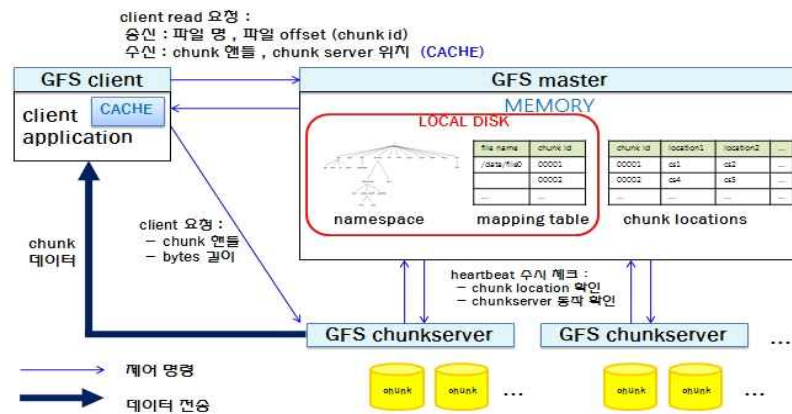 client read 요청 :
송신 : 파일 명 , 파일 offset (chunk id)
수신 : chunk 핸들 , chunk server 위치 (CACHE)
GFS client
GFS master
CACHE
client
application
MEMORY
LOCAL DISK
file name chunk id
/data/file0 00001
00002
... ...
chunk id location1 location2 ...
00001 cs1 cs2 ...
00002 cs4 cs5 ...
... ... ... ...
namespace
mapping table
chunk locations
client 요청 :
– chunk 핸들
– bytes 길이
chunk
데이터
heartbeat 수시 체크 :
– chunk location 확인
– chunkserver 동작 확인
GFS chunkserver
GFS chunkserver
...
chunk chunk ...
chunk chunk ...
제어 명령
데이터 전송